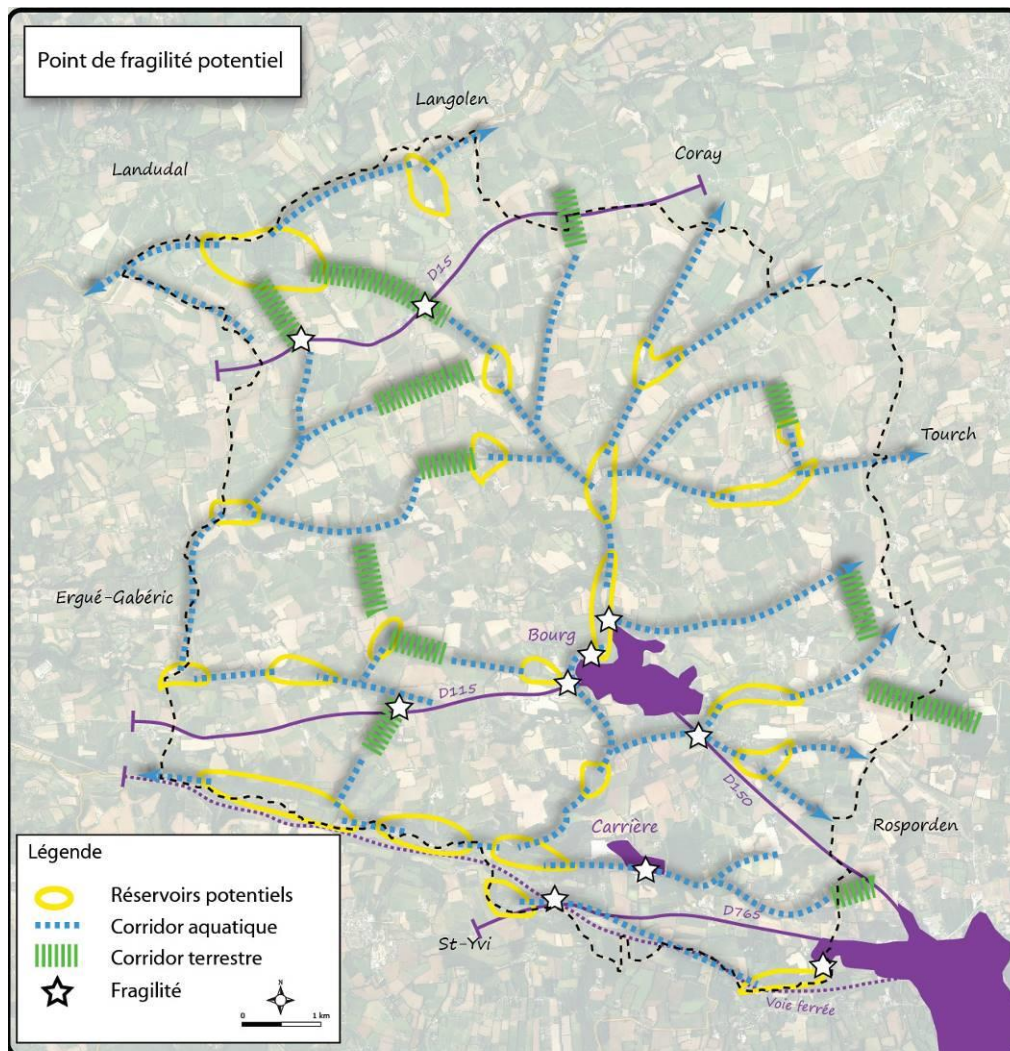 Point de fragilité potentiel
Langolen
Landudal
Coray
D15
Tourch
Ergué-Gabéric
Bourg
D115
D150
Carrière
Rosporden
D765
St-Yvi
Voie ferrée
Légende
Réservoirs potentiels
Corridor aquatique
Corridor terrestre
Fragilité
N
0 1 km